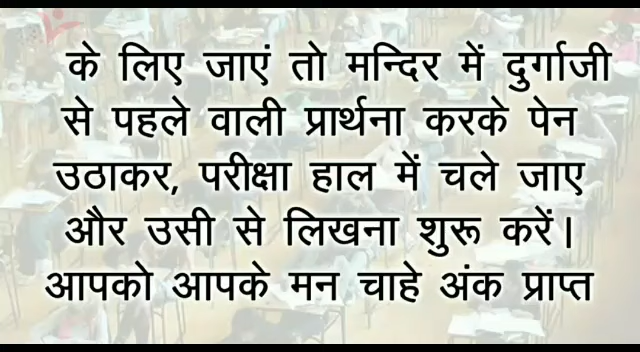 के लिए जाएं तो मन्दिर में दुर्गाजी
से पहले वाली प्रार्थना करके पेन
उठाकर, परीक्षा हाल में चले जाए
और उसी से लिखना शुरू करें।
आपको आपके मन चाहे अंक प्राप्त